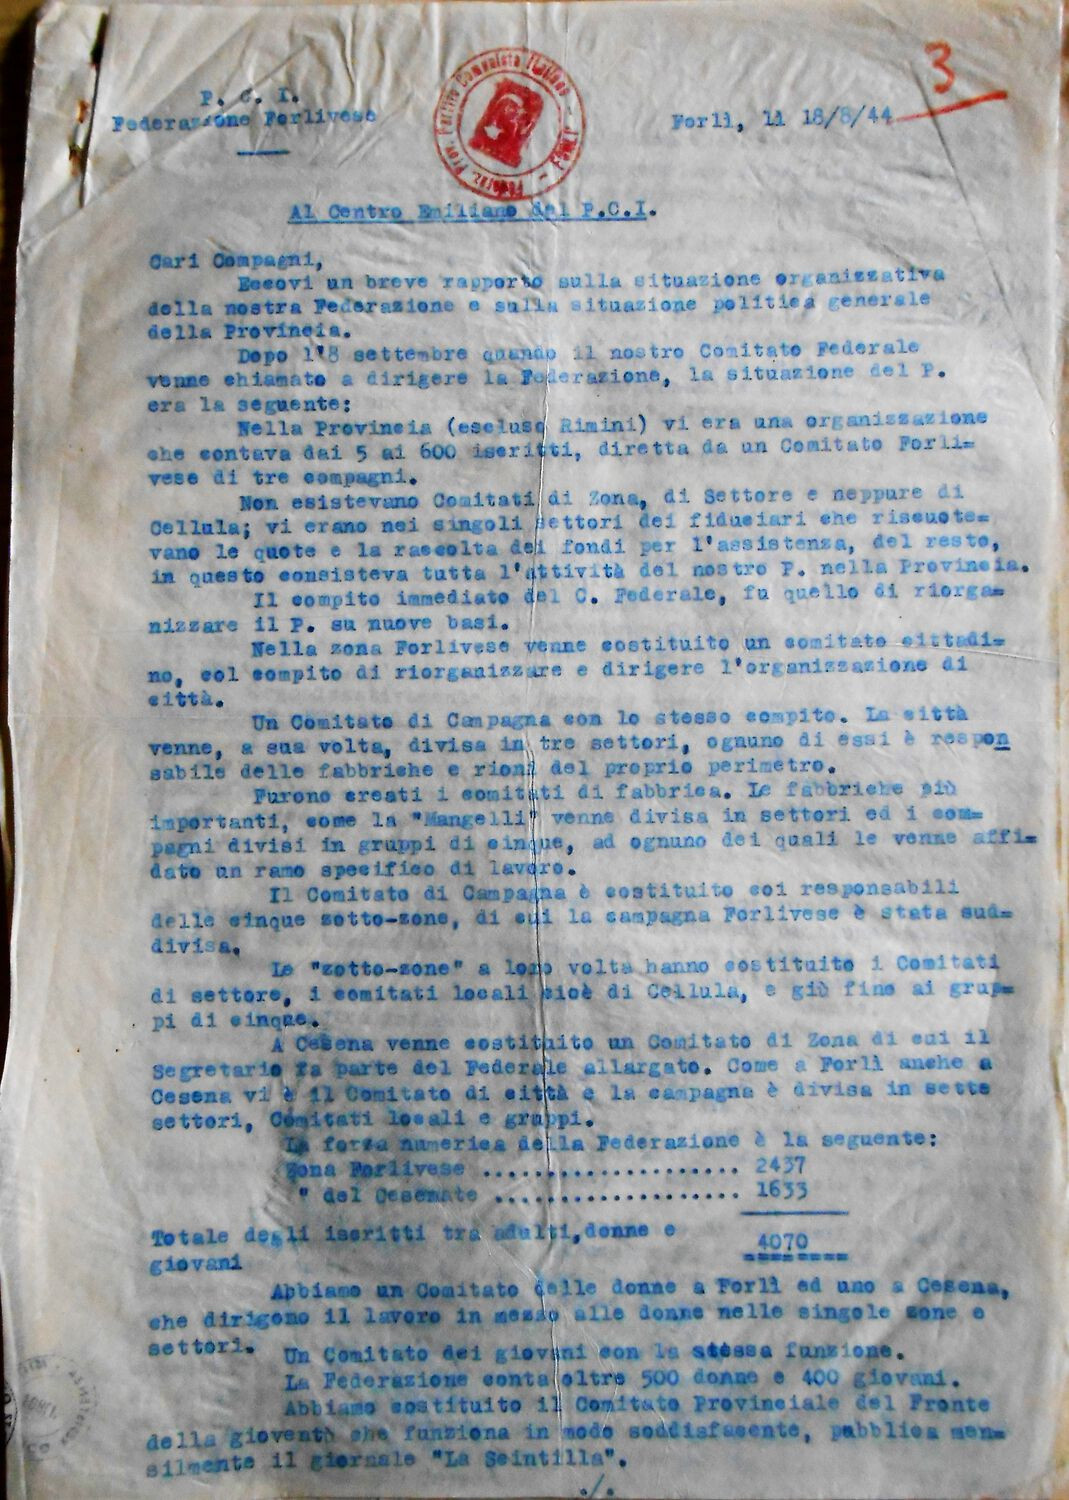 3
P. C. I.
Federazione Forlivese
Forlì, li 18/8/44
Federaz. Prov. Partito Comunista Italiano - FORLI' -
Al Centro Emiliano del P.C.I.
Cari Compagni,
Eccovi un breve rapporto sulla situazione organizzativa
della nostra Federazione e sulla situazione politica generale
della Provincia.
Dopo l'8 settembre quando il nostro Comitato Federale
venne chiamato a dirigere la Federazione, la situazione del P.
era la seguente:
Nella Provincia (escluso Rimini) vi era una organizzazione
che contava dai 5 ai 600 iscritti, diretta da un Comitato Forli=
vese di tre compagni.
Non esistevano Comitati di Zona, di Settore e neppure di
Cellula; vi erano nei singoli settori dei fiduciari che riscuote=
vano le quote e la raccolta dei fondi per l'assistenza, del resto,
in questo consisteva tutta l'attività del nostro P. nella Provincia.
Il compito immediato del C. Federale, fu quello di riorga=
nizzare il P. su nuove basi.
Nella zona Forlivese venne costituito un comitato cittadi=
no, col compito di riorganizzare e dirigere l'organizzazione di
città.
Un Comitato di Campagna con lo stesso compito. La città
venne, a sua volta, divisa in tre settori, ognuno di essi è respon
sabile delle fabbriche e rioni del proprio perimetro.
Furono creati i comitati di fabbrica. Le fabbriche più
importanti, come la "Mangelli" venne divisa in settori ed i com=
pagni divisi in gruppi di cinque, ad ognuno dei quali le venne affi=
dato un ramo specifico di lavoro.
Il Comitato di Campagna è costituito coi responsabili
delle cinque zotto-zone, di cui la campagna Forlivese è stata sud=
divisa.
Le "zotto-zone" a loro volta hanno costituito i Comitati
di settore, i comitati locali cioè di Cellula, e giù fino ai grup=
pi di cinque.
A Cesena venne costituito un Comitato di Zona di cui il
Segretario fa parte del Federale allargato. Come a Forlì anche a
Cesena vi è il Comitato di città e la campagna è divisa in sette
settori, Comitati locali e gruppi.
La forza numerica della Federazione è la seguente:
Zona Forlivese .................... 2437
" del Cesenate .................... 1633
Totale degli iscritti tra adulti,donne e
giovani 4070
Abbiamo un Comitato delle donne a Forlì ed uno a Cesena,
che dirigono il lavoro in mezzo alle donne nelle singole zone e
settori.
Un Comitato dei giovani con la stessa funzione.
La Federazione conta oltre 500 donne e 400 giovani.
Abbiamo costituito il Comitato Provinciale del Fronte
della gioventù che funziona in modo soddisfacente, pubblica men=
silmente il giornale "La Scintilla".
./.